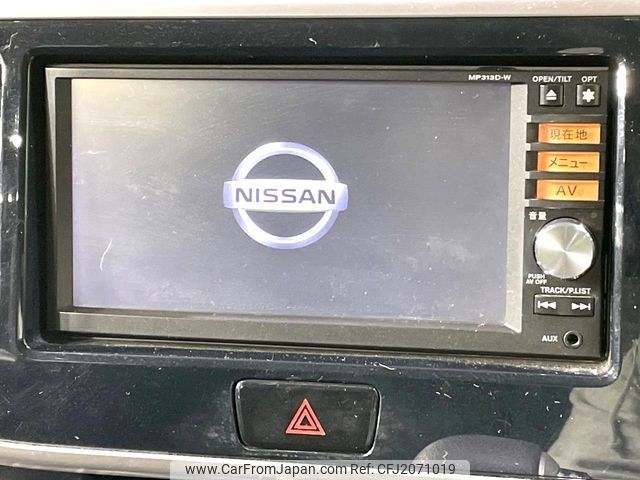 MP313D-W
OPEN/TILT OPT
現在地
メニュー
AV
音量
NISSAN
PUSH
AV OFF
TRACK/P.LIST
AUX
www.CarFromJapan.com - CFJ2071019